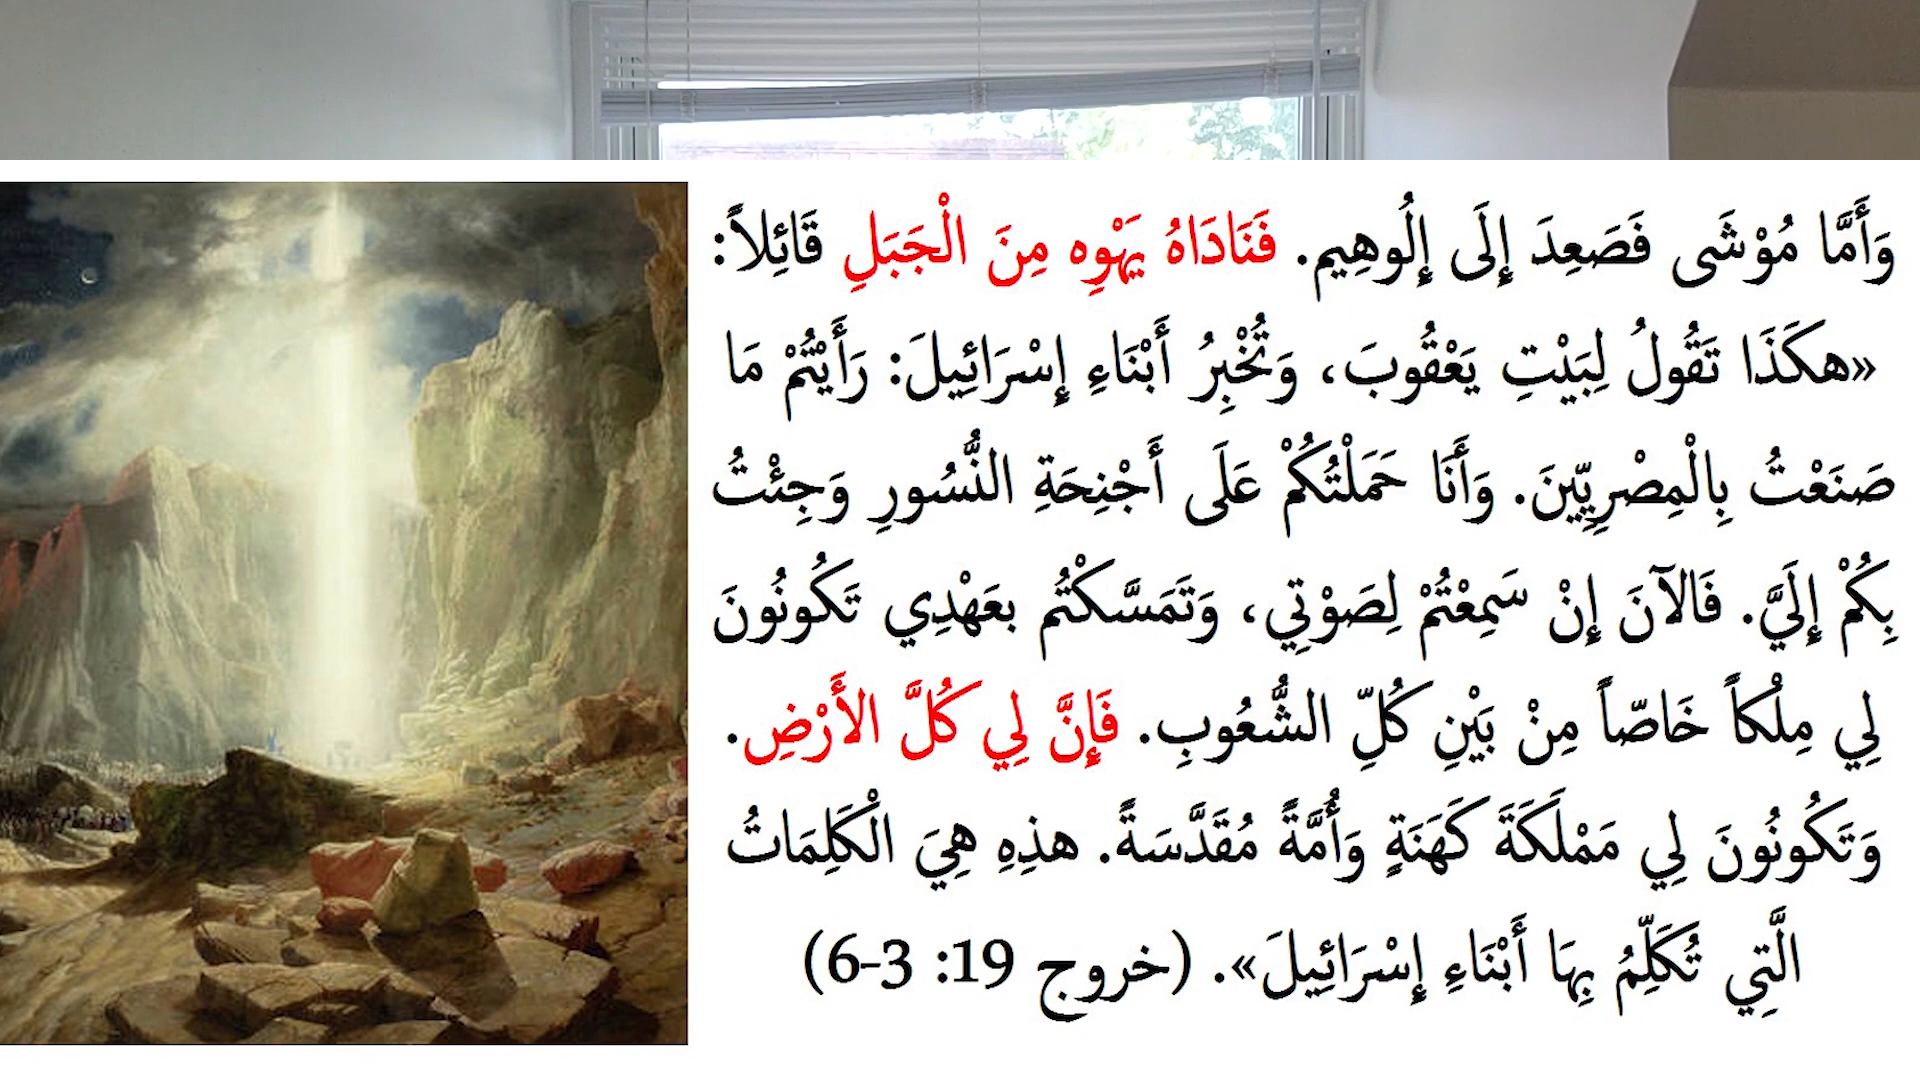 وَأَمَّا مُوْشَى فَصَعِدَ إِلَى إِلُوهِيم. فَنَادَاهُ يَهْوِه مِنَ الْجَبَلِ قَائِلاً:
«هكَذَا تَقُولُ لِبَيْتِ يَعْقُوبَ، وَتُخْبِرُ أَبْنَاءِ إِسْرَائِيلَ: رَأَيْتُمْ مَا
صَنَعْتُ بِالْمِصْرِيِّينَ. وَأَنَا حَمَلْتُكُمْ عَلَى أَجْنِحَةِ النُّسُورِ وَجِئْتُ
بِكُمْ إِلَيَّ. فَالآنَ إِنْ سَمِعْتُمْ لِصَوْتِي، وَتَمَسَّكْتُم بعَهْدِي تَكُونُونَ
لِي مِلْكاً خَاصّاً مِنْ بَيْنِ كُلِّ الشُّعُوبِ. فَإِنَّ لِي كُلَّ الأَرْضِ.
وَتَكُونُونَ لِي مَمْلَكَةَ كَهَنَةٍ وَأُمَّةً مُقَدَّسَةً. هذِهِ هِيَ الْكَلِمَاتُ
الَّتِي تُكَلِّمُ بِهَا أَبْنَاءِ إِسْرَائِيلَ». (خروج 19: 3-6)